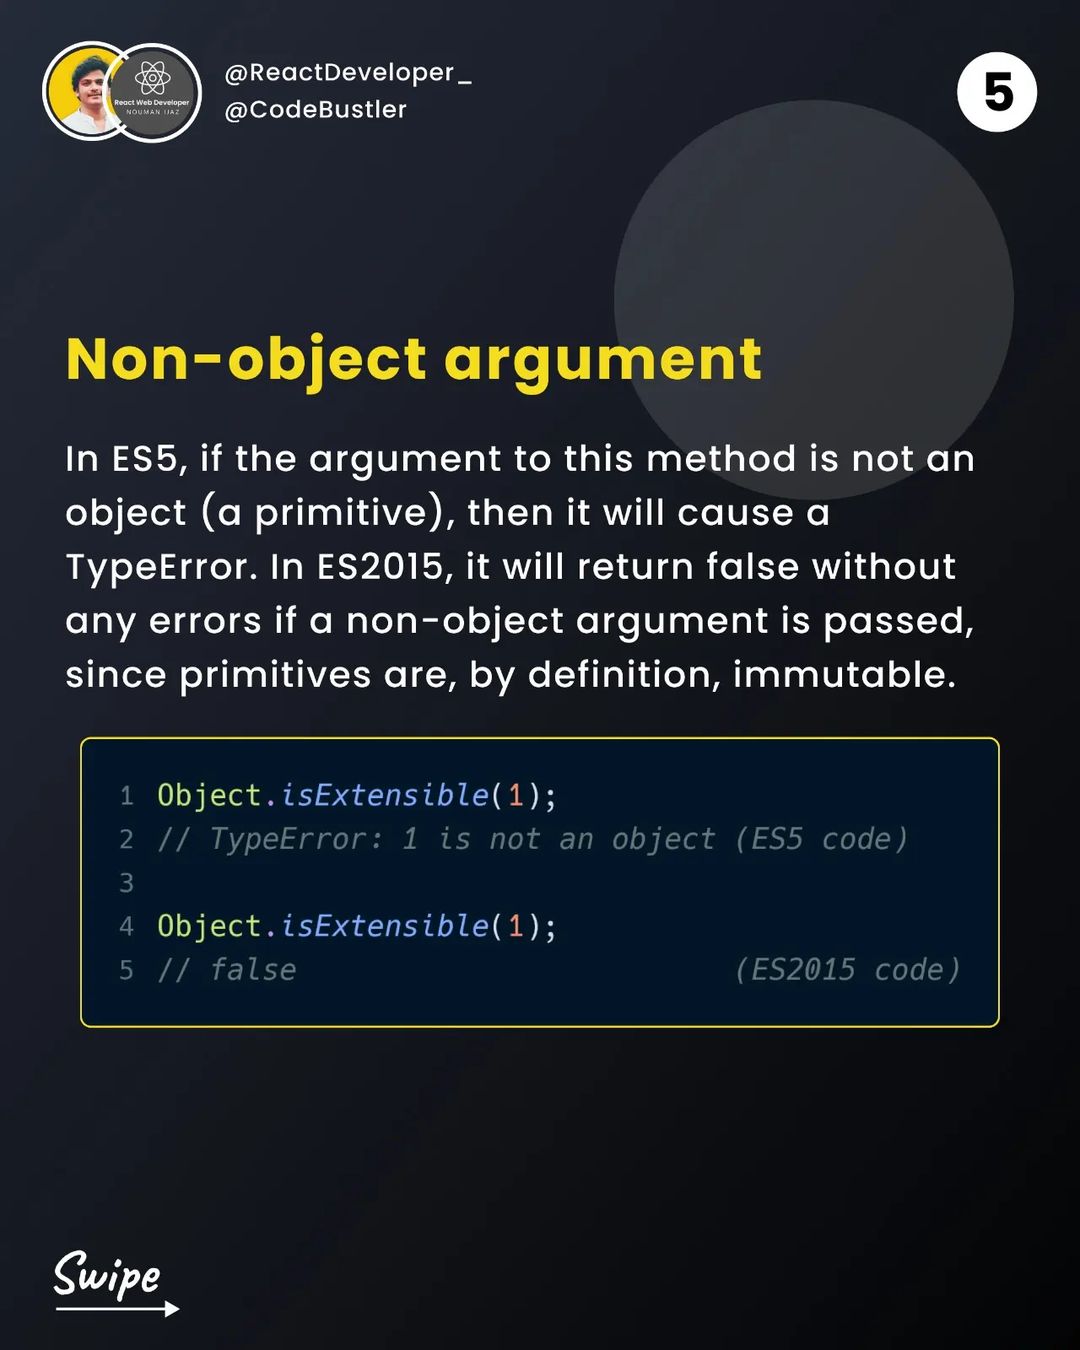 @ReactDeveloper_
@CodeBustler
React Web Developer
NOUMAN IJAZ
5
Non-object argument
In ES5, if the argument to this method is not an
object (a primitive), then it will cause a
TypeError. In ES2015, it will return false without
any errors if a non-object argument is passed,
since primitives are, by definition, immutable.
1 Object.isExtensible(1);
2 // TypeError: 1 is not an object (ES5 code)
3
4 Object.isExtensible(1);
5 // false (ES2015 code)
Swipe